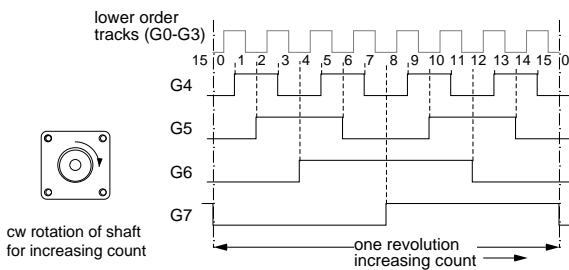 lower order
tracks (G0-G3)
15 0 1 2 3 4 5 6 7 8 9 10 11 12 13 14 15 0
G4
G5
G6
G7
cw rotation of shaft
for increasing count
one revolution
increasing count